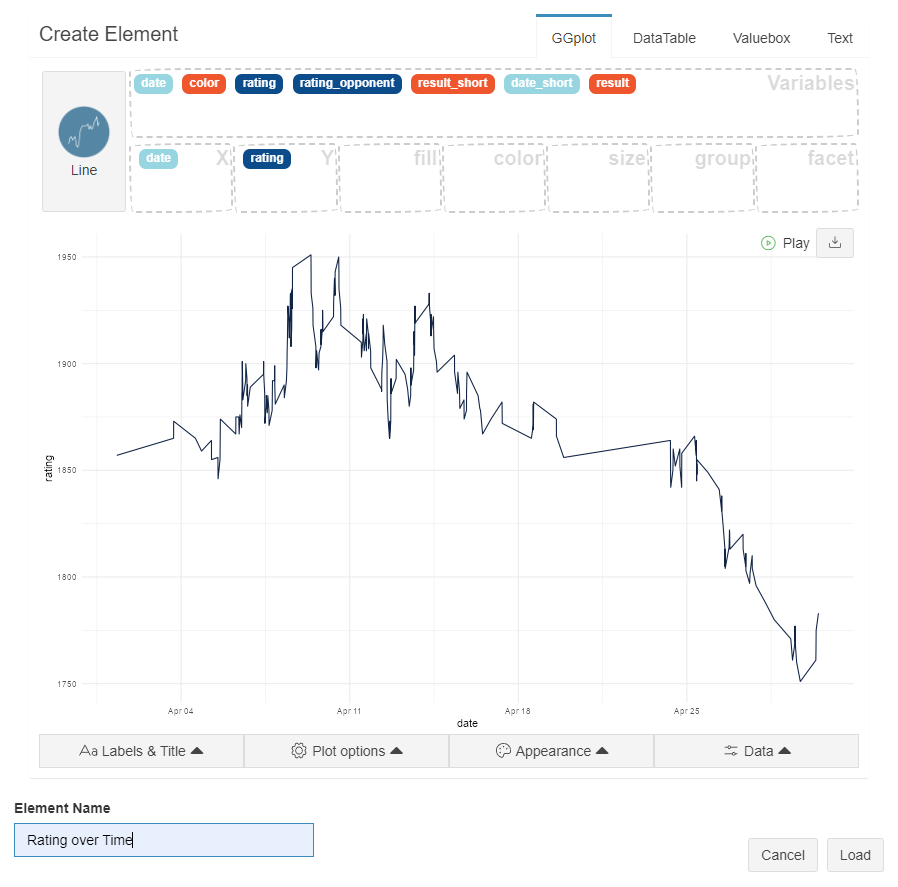 Create Element
GGplot DataTable Valuebox Text
date color rating rating_opponent result_short date_short result Variables
Line
date X rating Y fill color size group facet
Play
1950
1900
1850
1800
1750
rating
Apr 04 Apr 11 Apr 18 Apr 25
date
Aa Labels & Title Plot options Appearance Data
Element Name
Rating over Time
Cancel Load